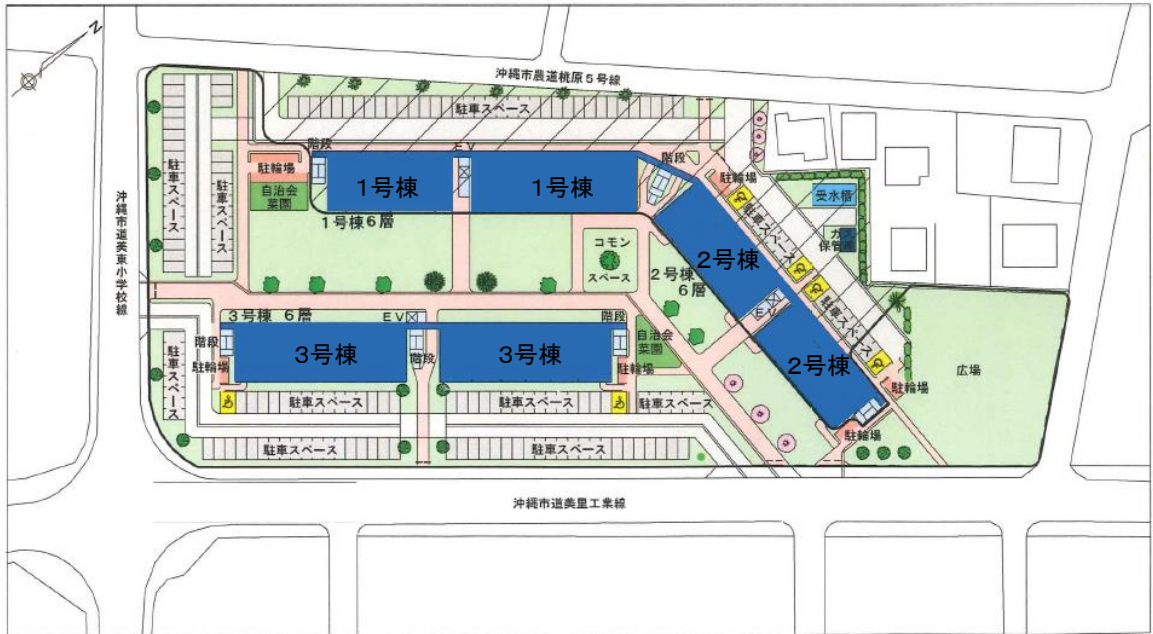 N
沖縄市農道桃原5号線
駐車スペース
階段
EV
階段
駐輪場
駐車スペース
駐車スペース
自治会
菜園
1号棟
1号棟
1号棟6層
駐輪場
駐車スペース
受水槽
ガス
保管庫
沖縄市道美東小学校線
コモン
スペース
2号棟
6層
2号棟
EV
駐車スペース
2号棟
広場
駐輪場
駐輪場
3号棟 6層
EV
階段
階段
階段
3号棟
3号棟
自治会
菜園
駐輪場
駐輪場
駐車スペース
駐車スペース
駐車スペース
駐車スペース
駐車スペース
駐車スペース
沖縄市道美里工業線